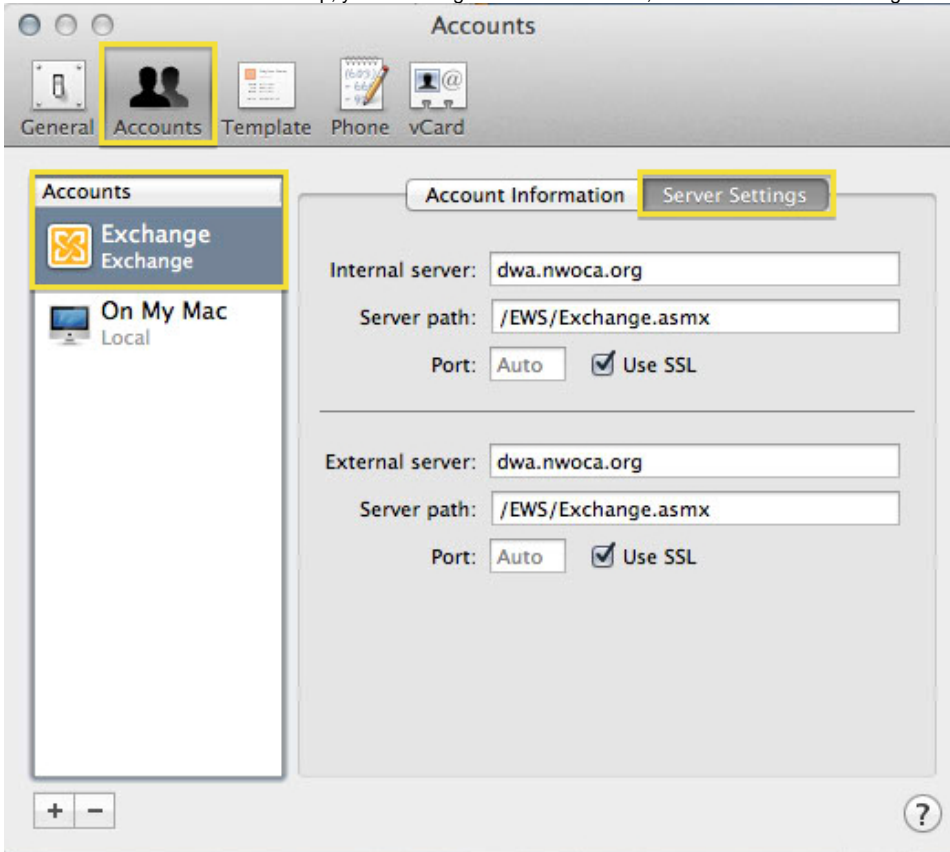 Accounts
General Accounts Template Phone vCard
Accounts
Exchange
Exchange
On My Mac
Local
Account Information Server Settings
Internal server: dwa.nwoca.org
Server path: /EWS/Exchange.asmx
Port: Auto Use SSL
External server: dwa.nwoca.org
Server path: /EWS/Exchange.asmx
Port: Auto Use SSL
+ − ?